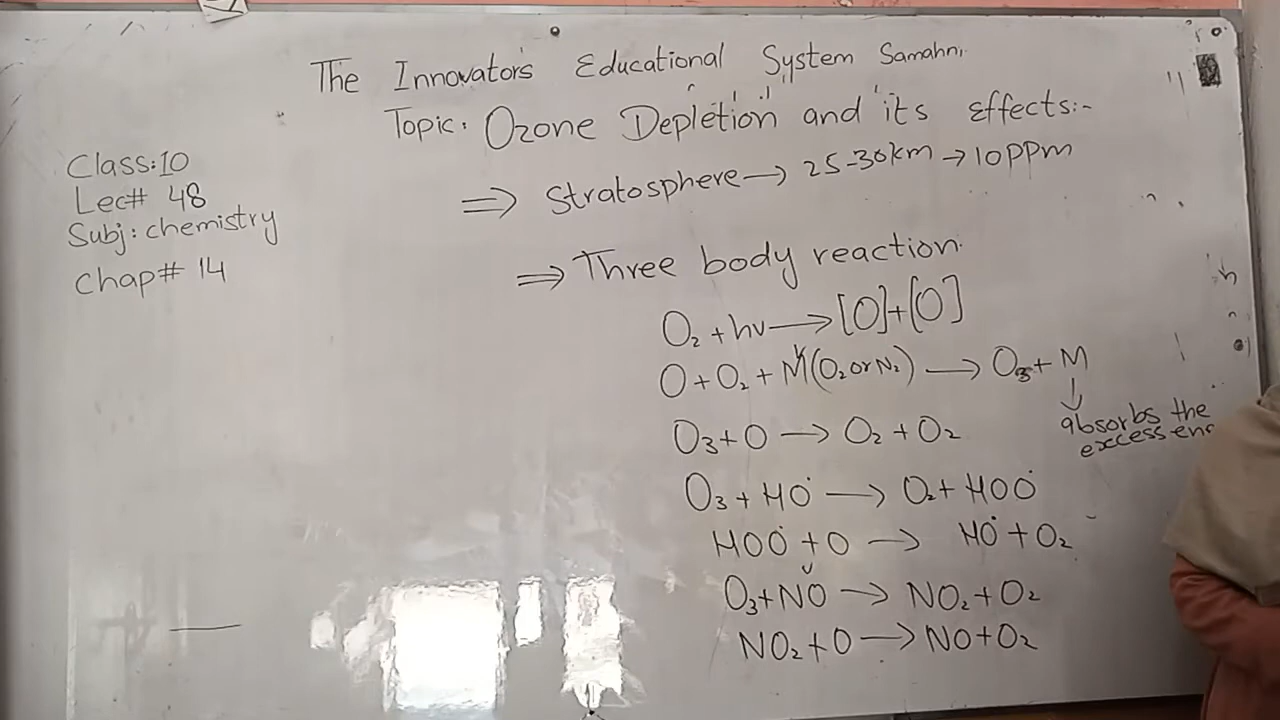 The Innovators Educational System Samahni
Topic: Ozone Depletion and its effects:-
Class:10
Lec# 48
Subj: chemistry
Chap# 14
⇒ Stratosphere → 25-30km → 10PPm
⇒ Three body reaction
O₂ + hν → [O]+[O]
O + O₂ + M (O₂ or N₂) → O₃ + M
absorbs the
excess
O₃ + O → O₂ + O₂
O₃ + HO˙ → O₂ + HOO˙
HOO˙ + O → HO˙ + O₂
O₃ + NO → NO₂ + O₂
NO₂ + O → NO + O₂